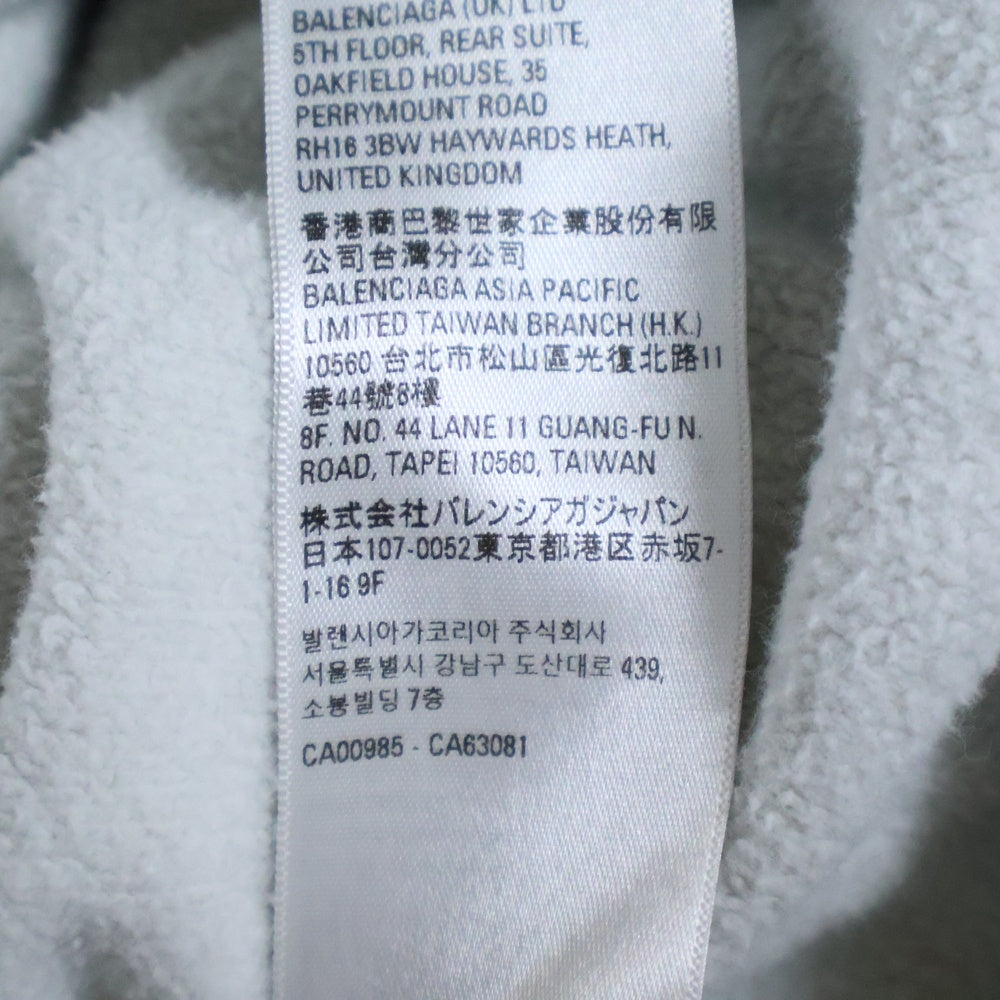 BALENCIAGA (UK) LTD
5TH FLOOR, REAR SUITE,
OAKFIELD HOUSE, 35
PERRYMOUNT ROAD
RH16 3BW HAYWARDS HEATH,
UNITED KINGDOM
香港商巴黎世家企業股份有限
公司台灣分公司
BALENCIAGA ASIA PACIFIC
LIMITED TAIWAN BRANCH (H.K.)
10560 台北市松山區光復北路11
巷44號8樓
8F. NO. 44 LANE 11 GUANG-FU N.
ROAD, TAPEI 10560, TAIWAN
株式会社バレンシアガジャパン
日本107-0052東京都港区赤坂7-
1-16 9F
발렌시아가코리아 주식회사
서울특별시 강남구 도산대로 439,
소봉빌딩 7층
CA00985 - CA63081